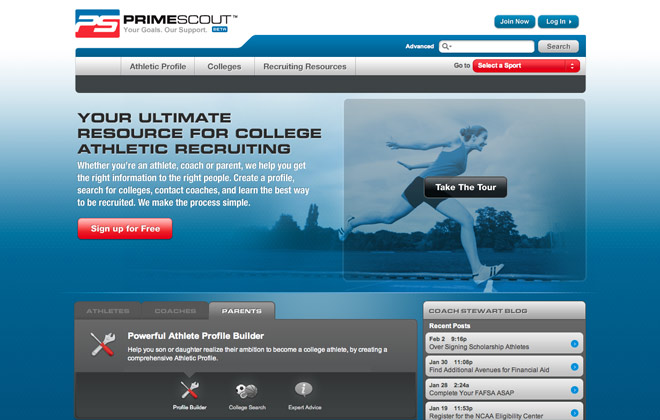 PS PRIMESCOUT™
Your Goals. Our Support. BETA
Join Now
Log In
Advanced
Search
Athletic Profile
Colleges
Recruiting Resources
Go to
Select a Sport
YOUR ULTIMATE
RESOURCE FOR COLLEGE
ATHLETIC RECRUITING
Whether you're an athlete, coach or parent, we help you get
the right information to the right people. Create a profile,
search for colleges, contact coaches, and learn the best way
to be recruited. We make the process simple.
Sign up for Free
Take The Tour
ATHLETES
COACHES
PARENTS
Powerful Athlete Profile Builder
Help you son or daughter realize their ambition to become a college athlete, by creating a
comprehensive Athletic Profile.
Profile Builder
College Search
Expert Advice
COACH STEWART BLOG
Recent Posts
Feb 2 9:16p
Over Signing Scholarship Athletes
Jan 30 11:08p
Find Additional Avenues for Financial Aid
Jan 28 2:24a
Complete Your FAFSA ASAP
Jan 19 11:53p
Register for the NCAA Eligibility Center